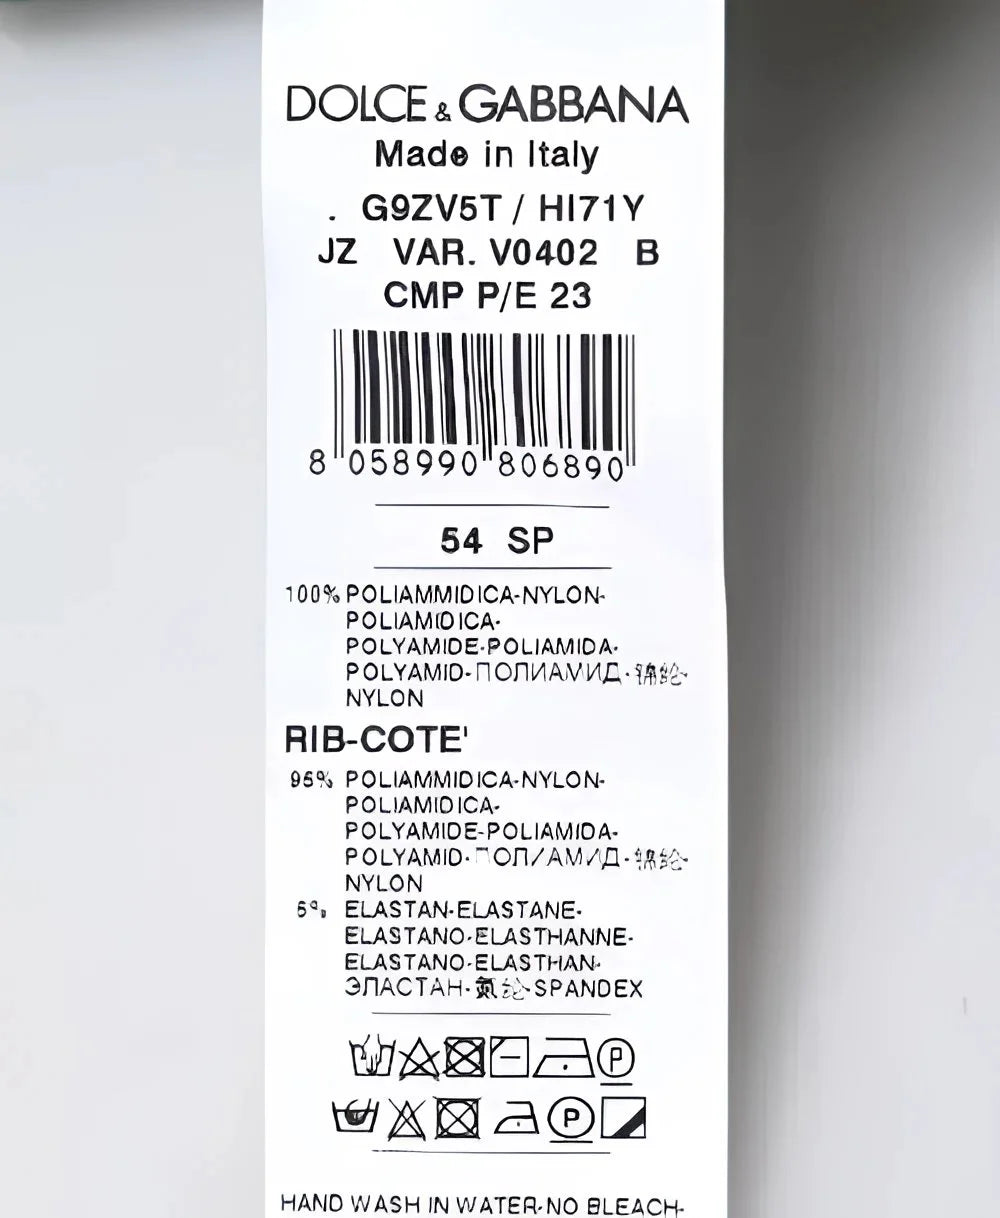 DOLCE & GABBANA
Made in Italy
. G9ZV5T / HI71Y
JZ VAR. V0402 B
CMP P/E 23
8 058990 806890
54 SP
100% POLIAMMIDICA-NYLON-
POLIAMIDICA-
POLYAMIDE-POLIAMIDA-
POLYAMID-ПОЛИАМИД-锦纶-
NYLON
RIB-COTE'
95% POLIAMMIDICA-NYLON-
POLIAMIDICA-
POLYAMIDE-POLIAMIDA-
POLYAMID-ПОЛИАМИД-锦纶-
NYLON
5% ELASTAN-ELASTANE-
ELASTANO-ELASTHANNE-
ELASTANO-ELASTHAN-
ЭЛАСТАН-氨纶-SPANDEX
P
P
HAND WASH IN WATER-NO BLEACH-